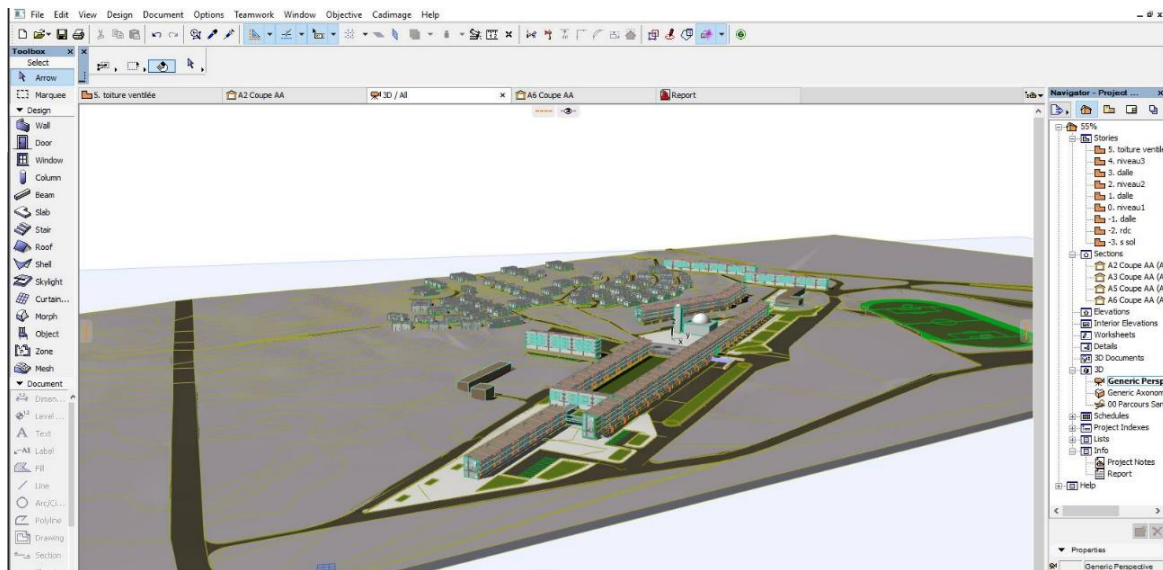 File Edit View Design Document Options Teamwork Window Objective Cadimage Help
Toolbox
Select
Arrow
Marquee
Design
Wall
Door
Window
Column
Beam
Slab
Stair
Roof
Shell
Skylight
Curtain...
Morph
Object
Zone
Mesh
Document
Dimen...
Level ...
Text
Label
Fill
Line
Arc/Ci...
Polyline
Drawing
Section
5. toiture ventilée
A2 Coupe AA
3D / All
A6 Coupe AA
Report
Navigator - Project ...
55%
Stories
5. toiture ventilé
4. niveau3
3. dalle
2. niveau2
1. dalle
0. niveau1
-1. dalle
-2. rdc
-3. s sol
Sections
A2 Coupe AA (A
A3 Coupe AA (A
A5 Coupe AA (A
A6 Coupe AA (A
Elevations
Interior Elevations
Worksheets
Details
3D Documents
3D
Generic Persp
Generic Axonom
00 Parcours Sar
Schedules
Project Indexes
Lists
Info
Project Notes
Report
Help
Properties
Generic Perspective